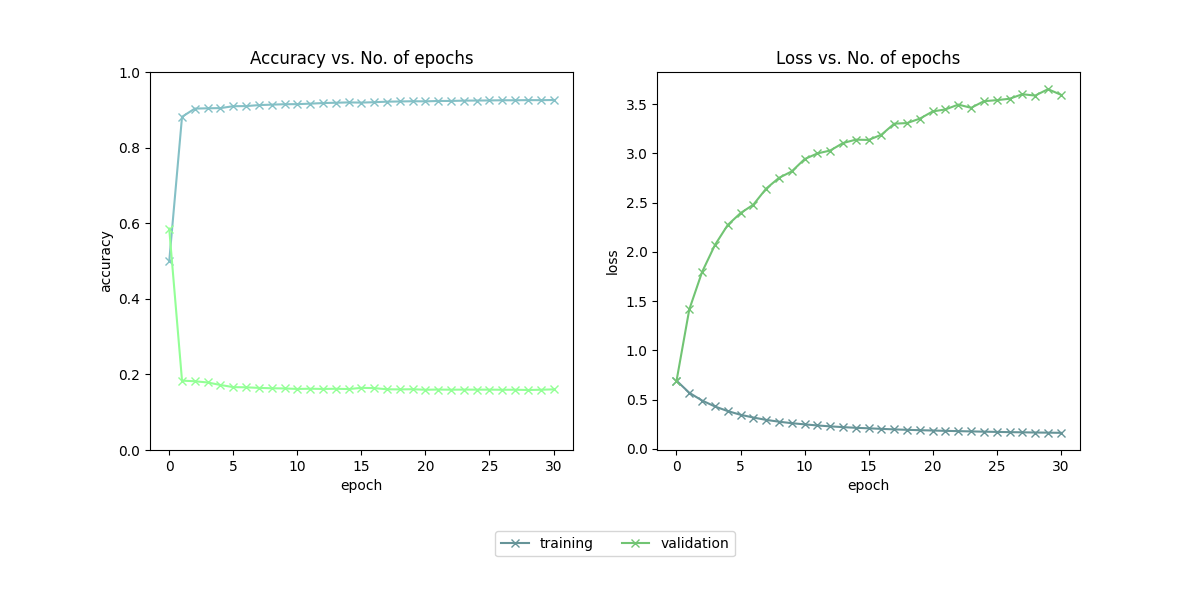 Accuracy vs. No. of epochs
1.0
0.8
0.6
0.4
0.2
0.0
accuracy
0 5 10 15 20 25 30
epoch
Loss vs. No. of epochs
3.5
3.0
2.5
2.0
1.5
1.0
0.5
0.0
loss
0 5 10 15 20 25 30
epoch
training validation